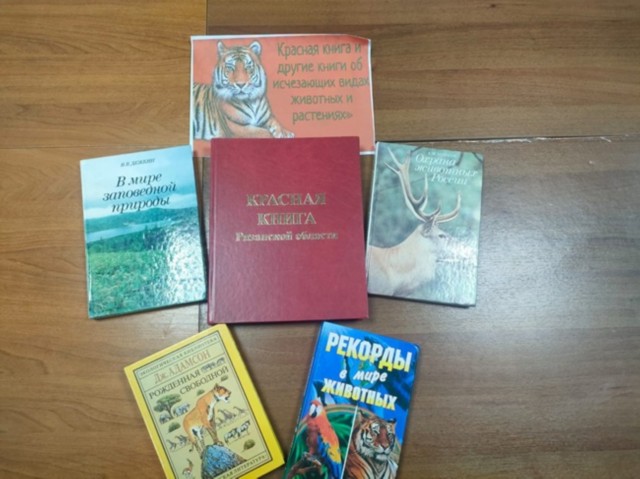 Красная книга и
другие книги об
исчезающих видах
животных и
растениях»
В мире
заповедной
природы
КРАСНАЯ
КНИГА
Рязанской области
Охрана
животных
России
Дж. АДАМСОН
РОЖДЕННАЯ
СВОБОДНОЙ
РЕКОРДЫ
в мире
ЖИВОТНЫХ